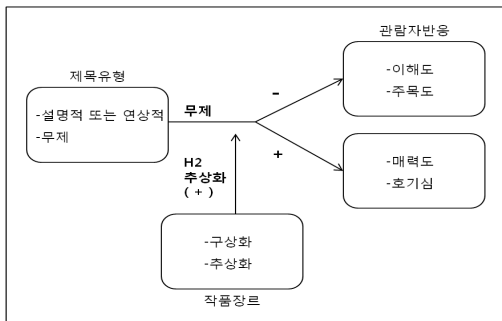 관람자반응
-이해도
-주목도
제목유형
-설명적 또는 연상적
-무제
무제
-
+
H2
추상화
( + )
-매력도
-호기심
-구상화
-추상화
작품장르